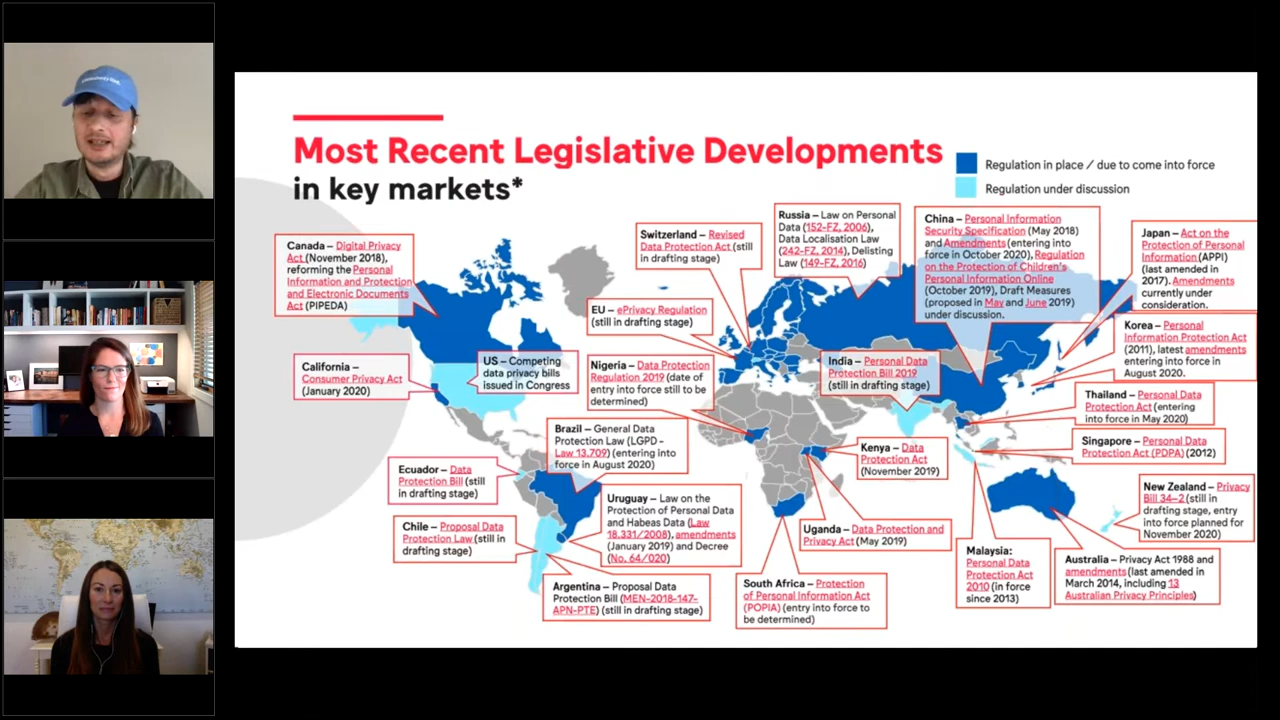 Most Recent Legislative Developments
in key markets*
Regulation in place / due to come into force
Regulation under discussion
Canada – Digital Privacy
Act (November 2018),
reforming the Personal
Information and Protection
and Electronic Documents
Act (PIPEDA)
Switzerland – Revised
Data Protection Act (still
in drafting stage)
Russia – Law on Personal
Data (152-FZ, 2006),
Data Localisation Law
(242-FZ, 2014), Delisting
Law (149-FZ, 2016)
China – Personal Information
Security Specification (May 2018)
and Amendments (entering into
force in October 2020), Regulation
on the Protection of Children's
Personal Information Online
(October 2019), Draft Measures
(proposed in May and June 2019)
under discussion.
Japan – Act on the
Protection of Personal
Information (APPI)
(last amended in
2017). Amendments
currently under
consideration.
EU – ePrivacy Regulation
(still in drafting stage)
Korea – Personal
Information Protection Act
(2011), latest amendments
entering into force in
August 2020.
California –
Consumer Privacy Act
(January 2020)
US – Competing
data privacy bills
issued in Congress
Nigeria – Data Protection
Regulation 2019 (date of
entry into force still to be
determined)
India – Personal Data
Protection Bill 2019
(still in drafting stage)
Thailand – Personal Data
Protection Act (entering
into force in May 2020)
Brazil – General Data
Protection Law (LGPD -
Law 13.709) (entering into
force in August 2020)
Kenya – Data
Protection Act
(November 2019)
Singapore – Personal Data
Protection Act (PDPA) (2012)
Ecuador – Data
Protection Bill (still
in drafting stage)
Uruguay – Law on the
Protection of Personal Data
and Habeas Data (Law
18.331/2008), amendments
(January 2019) and Decree
(No. 64/020)
New Zealand – Privacy
Bill 34-2 (still in
drafting stage, entry
into force planned for
November 2020)
Chile – Proposal Data
Protection Law (still in
drafting stage)
Uganda – Data Protection and
Privacy Act (May 2019)
Malaysia:
Personal Data
Protection Act
2010 (in force
since 2013)
Australia – Privacy Act 1988 and
amendments (last amended in
March 2014, including 13
Australian Privacy Principles)
Argentina – Proposal Data
Protection Bill (MEN-2018-147-
APN-PTE) (still in drafting stage)
South Africa – Protection
of Personal Information Act
(POPIA) (entry into force to
be determined)